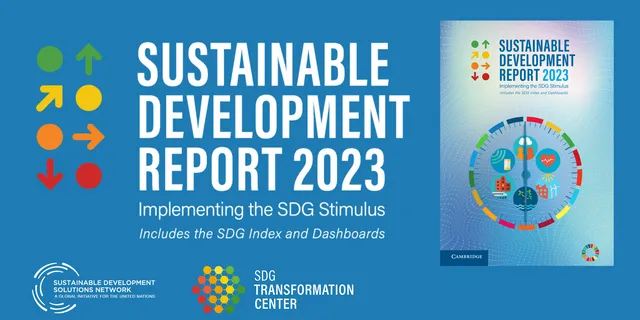 SUSTAINABLE
DEVELOPMENT
REPORT 2023
Implementing the SDG Stimulus
Includes the SDG Index and Dashboards
SUSTAINABLE DEVELOPMENT
SOLUTIONS NETWORK
A GLOBAL INITIATIVE FOR THE UNITED NATIONS
SDG
TRANSFORMATION
CENTER
SUSTAINABLE
DEVELOPMENT
REPORT 2023
Implementing the SDG Stimulus
Includes the SDG Index and Dashboards
CAMBRIDGE